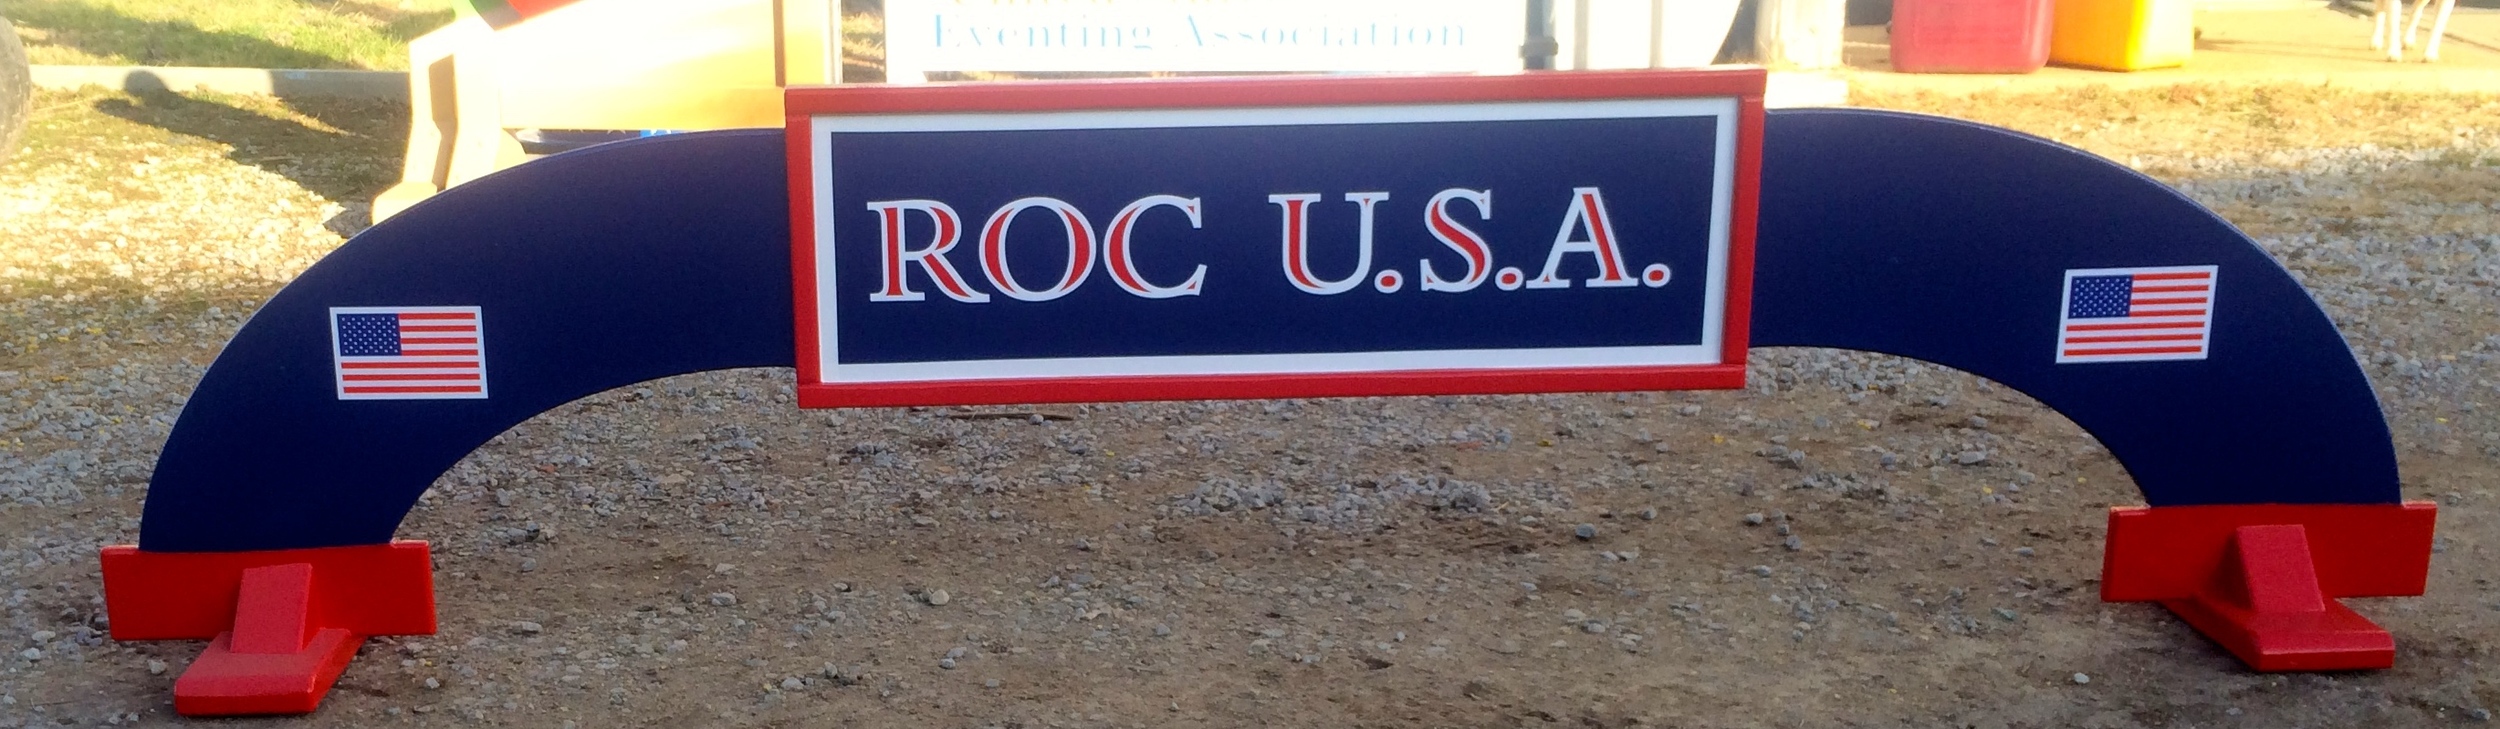 Eventing Association
ROC U.S.A.